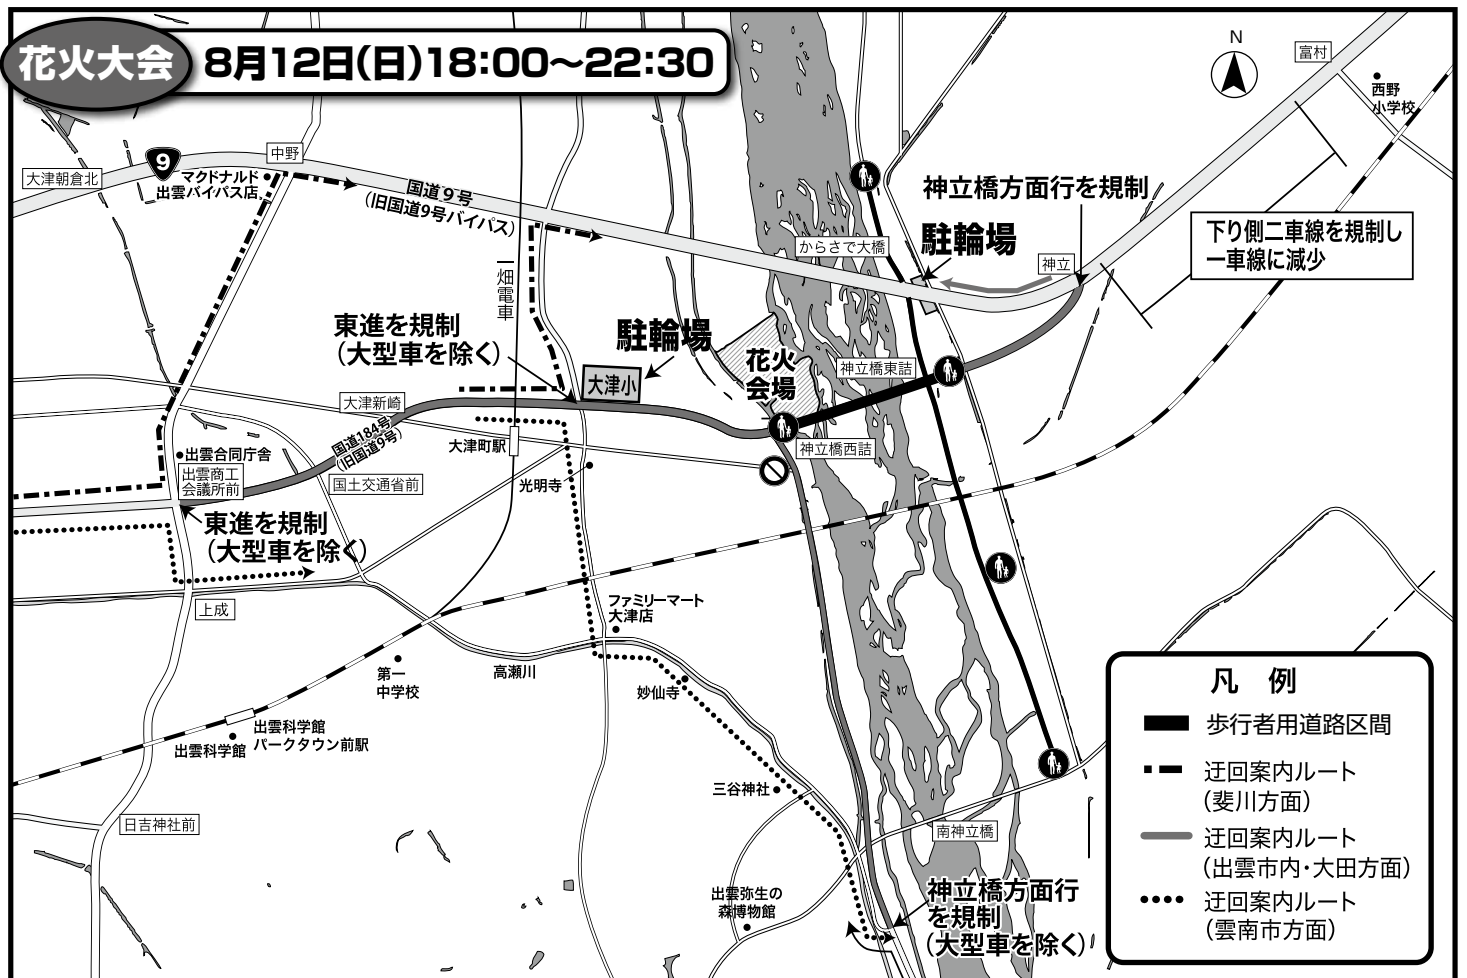 花火大会
8月12日(日)18:00〜22:30
N
富村
西野
小学校
大津朝倉北
9
マクドナルド
出雲バイパス店
中野
国道9号
(旧国道9号バイパス)
神立橋方面行を規制
駐輪場
からさで大橋
神立
下り側二車線を規制し
一車線に減少
一畑電車
東進を規制
(大型車を除く)
駐輪場
大津小
花火
会場
神立橋東詰
大津新崎
国道184号
(旧国道9号)
大津町駅
神立橋西詰
出雲合同庁舎
出雲商工
会議所前
国土交通省前
光明寺
東進を規制
(大型車を除く)
上成
ファミリーマート
大津店
第一
中学校
高瀬川
妙仙寺
出雲科学館
パークタウン前駅
出雲科学館
三谷神社
日吉神社前
南神立橋
出雲弥生の
森博物館
神立橋方面行
を規制
(大型車を除く)
凡 例
歩行者用道路区間
迂回案内ルート
(斐川方面)
迂回案内ルート
(出雲市内・大田方面)
迂回案内ルート
(雲南市方面)